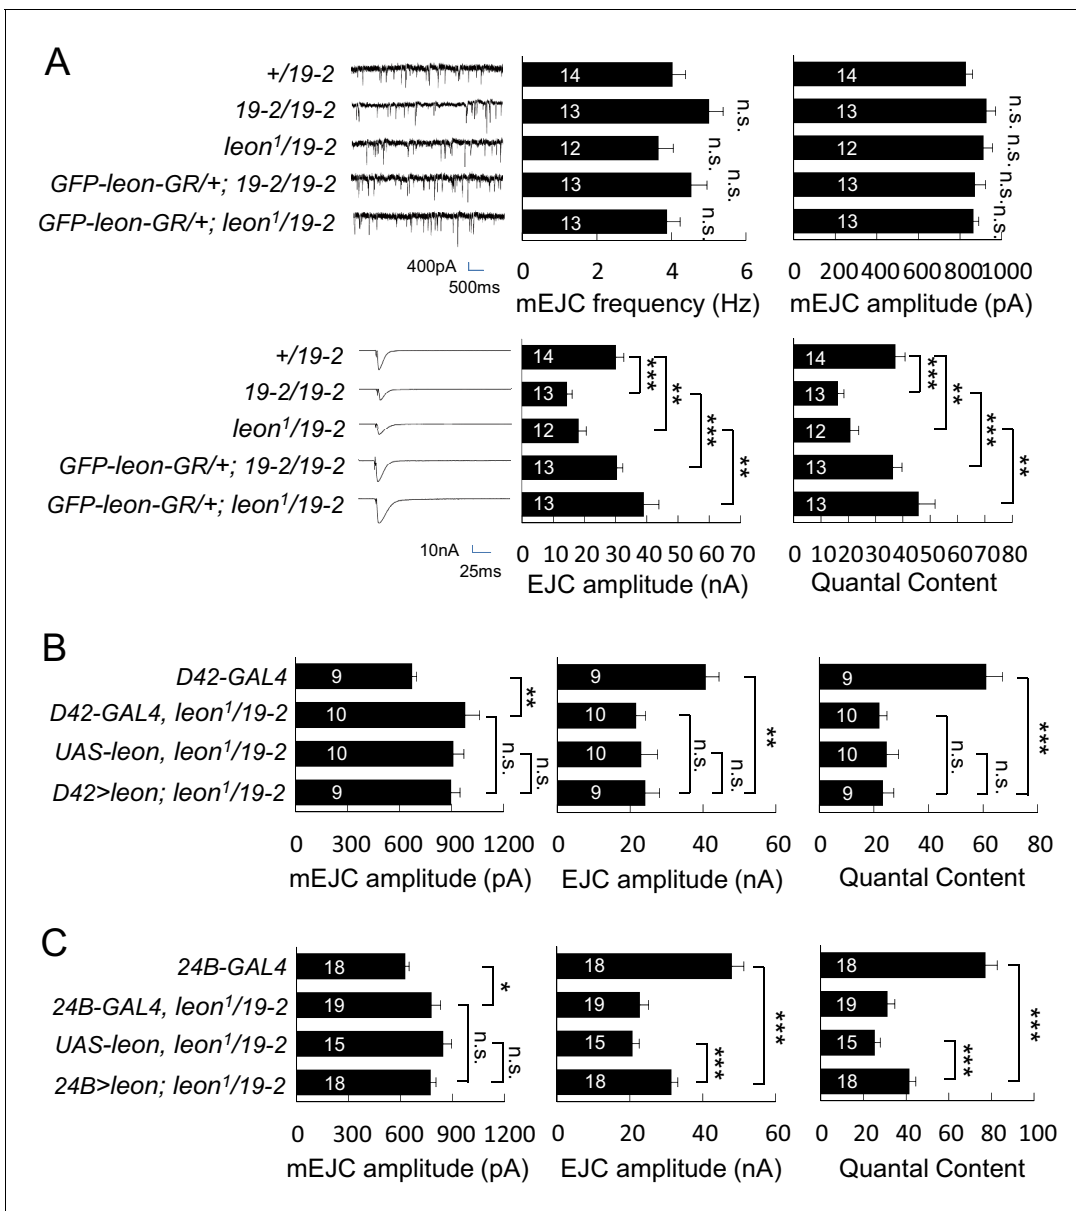 A
+/19-2
19-2/19-2
leon¹/19-2
GFP-leon-GR/+; 19-2/19-2
GFP-leon-GR/+; leon¹/19-2
400pA
500ms
14
13
12
13
13
n.s.
n.s.
n.s.
n.s.
0 2 4 6
mEJC frequency (Hz)
14
13
12
13
13
n.s.
n.s.
n.s.
n.s.
0 200 400 600 800 1000
mEJC amplitude (pA)
+/19-2
19-2/19-2
leon¹/19-2
GFP-leon-GR/+; 19-2/19-2
GFP-leon-GR/+; leon¹/19-2
10nA
25ms
14
13
12
13
13
***
**
***
**
0 10 20 30 40 50 60 70
EJC amplitude (nA)
14
13
12
13
13
***
**
***
**
0 10 20 30 40 50 60 70 80
Quantal Content
B
D42-GAL4
D42-GAL4, leon¹/19-2
UAS-leon, leon¹/19-2
D42>leon; leon¹/19-2
9
10
10
9
**
n.s.
n.s.
0 300 600 900 1200
mEJC amplitude (pA)
9
10
10
9
n.s.
n.s.
**
0 20 40 60
EJC amplitude (nA)
9
10
10
9
n.s.
n.s.
***
0 20 40 60 80
Quantal Content
C
24B-GAL4
24B-GAL4, leon¹/19-2
UAS-leon, leon¹/19-2
24B>leon; leon¹/19-2
18
19
15
18
*
n.s.
n.s.
0 300 600 900 1200
mEJC amplitude (pA)
18
19
15
18
***
***
0 20 40 60
EJC amplitude (nA)
18
19
15
18
***
***
0 20 40 60 80 100
Quantal Content